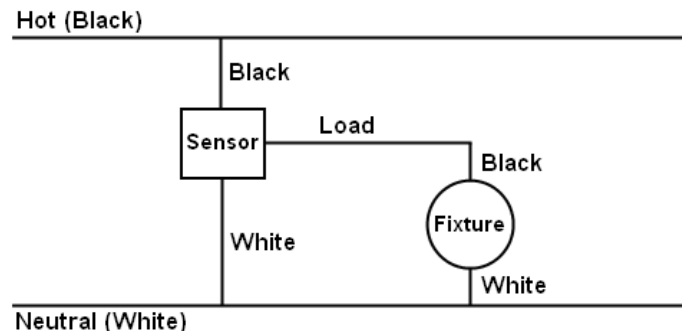 Hot (Black)
Black
Sensor
Load
Black
Fixture
White
White
Neutral (White)